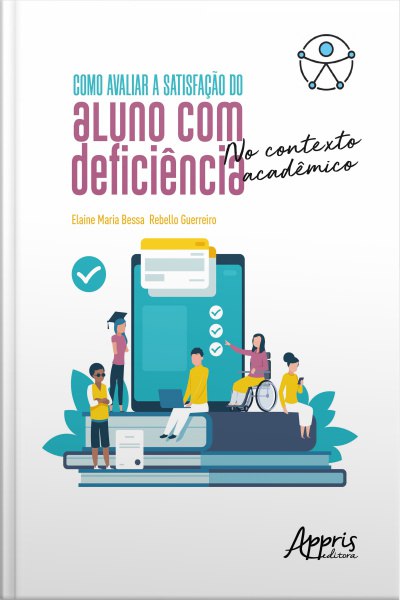 COMO AVALIAR A SATISFAÇÃO DO
aluno com
deficiência
No contexto
acadêmico
Elaine Maria Bessa Rebello Guerreiro
Appris
editora